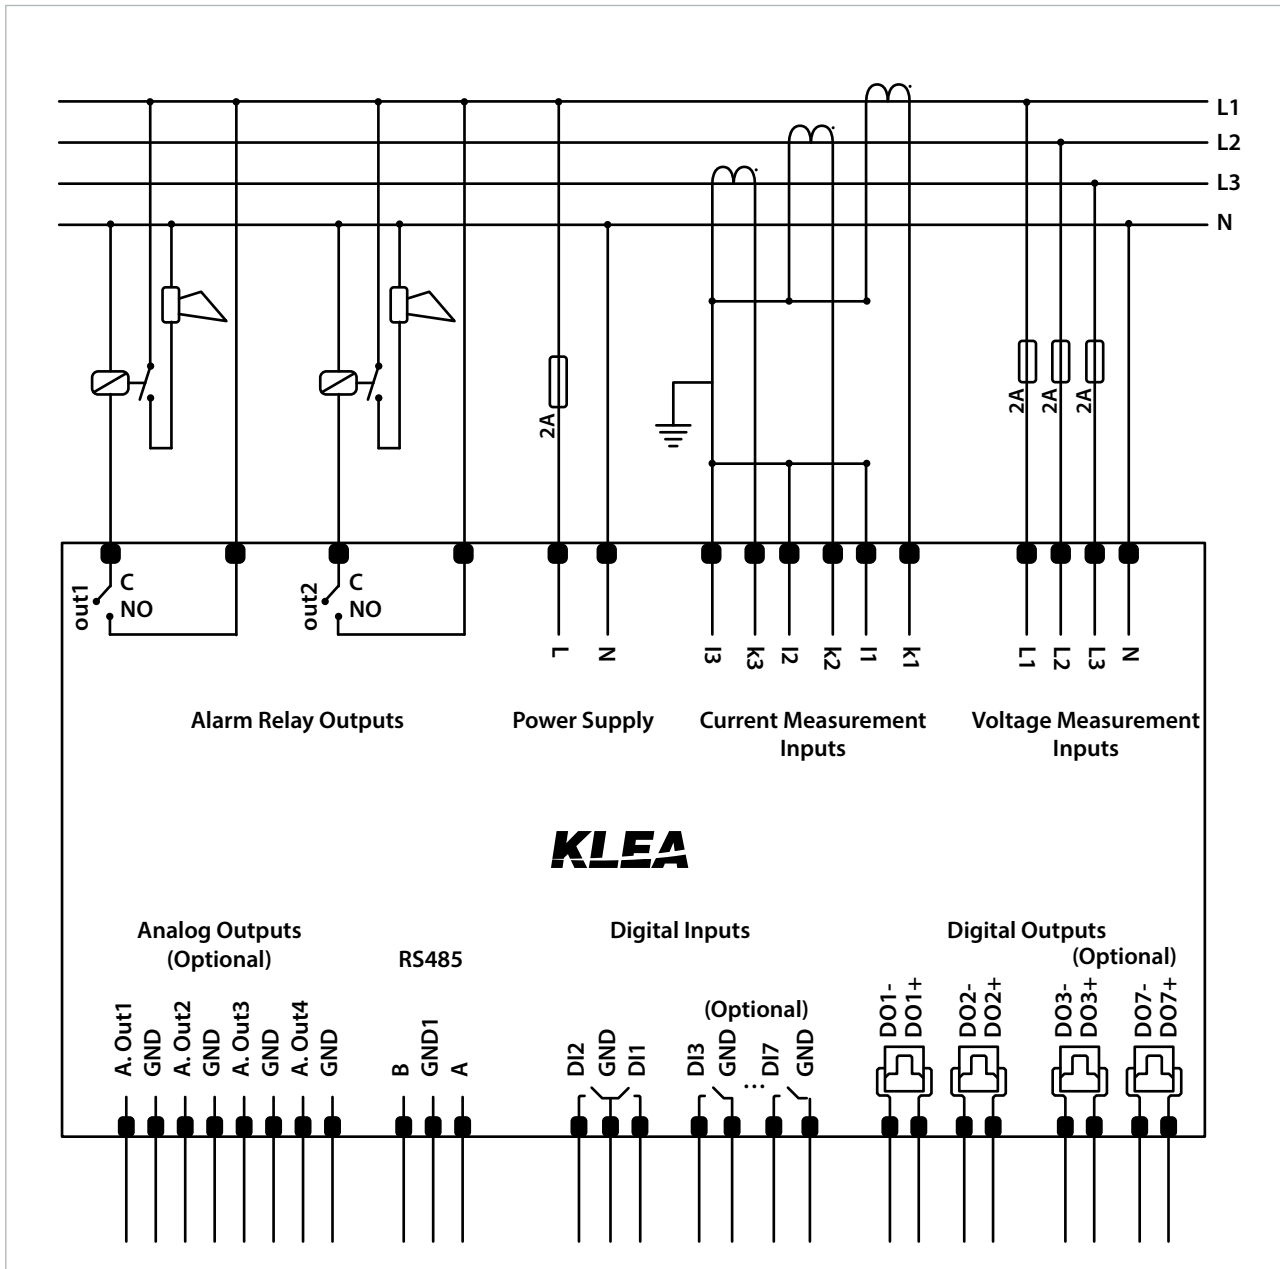 L1
L2
L3
N
2A
2A
2A
2A
out1
C
NO
out2
C
NO
L
N
l3
k3
l2
k2
l1
k1
L1
L2
L3
N
Alarm Relay Outputs
Power Supply
Current Measurement
Inputs
Voltage Measurement
Inputs
KLEA
Analog Outputs
(Optional)
RS485
Digital Inputs
(Optional)
Digital Outputs
(Optional)
A. Out1
GND
A. Out2
GND
A. Out3
GND
A. Out4
GND
B
GND1
A
DI2
GND
DI1
DI3
GND
...
DI7
GND
DO1-
DO1+
DO2-
DO2+
DO3-
DO3+
DO7-
DO7+